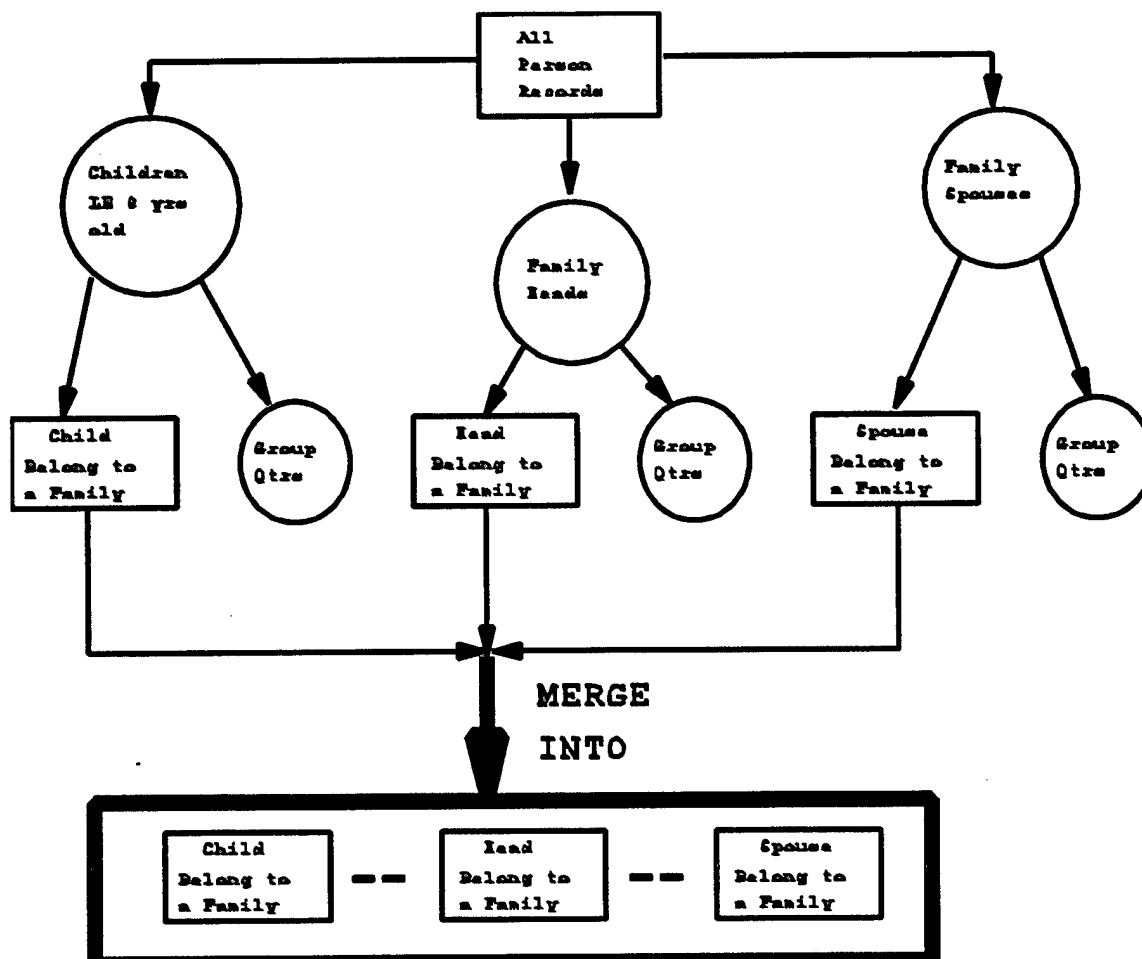 All
Person
Records
Children
LE yrs
old
Family
Heads
Family
Spouses
Child
Belong to
a Family
Group
Qtrs
Head
Belong to
a Family
Group
Qtrs
Spouse
Belong to
a Family
Group
Qtrs
MERGE
INTO
Child
Belong to
a Family
Head
Belong to
a Family
Spouse
Belong to
a Family